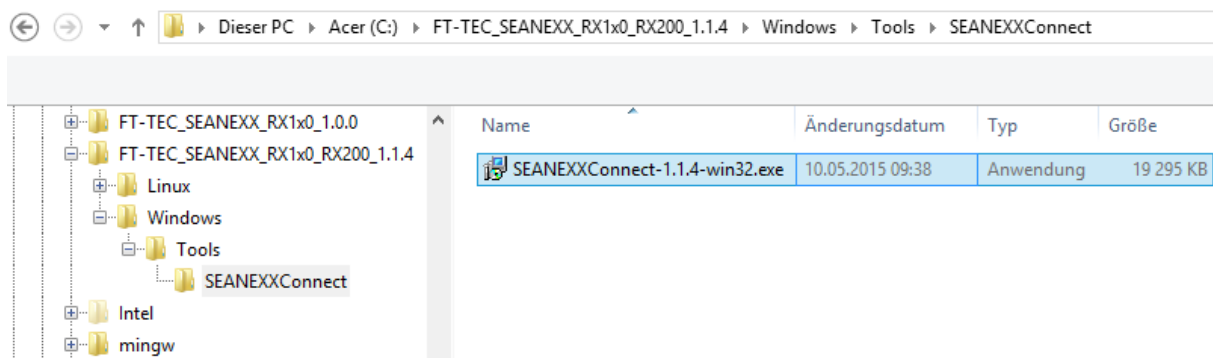 Dieser PC Acer (C:) FT-TEC_SEANEXX_RX1x0_RX200_1.1.4 Windows Tools SEANEXXConnect
FT-TEC_SEANEXX_RX1x0_1.0.0
FT-TEC_SEANEXX_RX1x0_RX200_1.1.4
Linux
Windows
Tools
SEANEXXConnect
Intel
mingw
Name Änderungsdatum Typ Größe
SEANEXXConnect-1.1.4-win32.exe 10.05.2015 09:38 Anwendung 19 295 KB